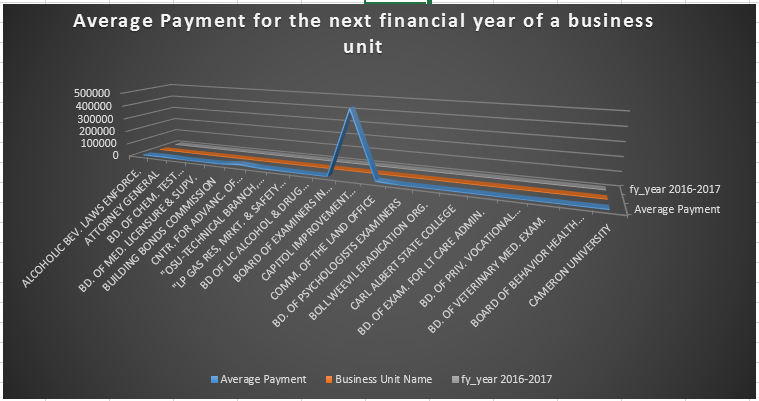 Average Payment for the next financial year of a business
unit
500000
400000
300000
200000
100000
0
fy_year 2016-2017
Average Payment
ALCOHOLIC BEV. LAWS ENFORCE.
ATTORNEY GENERAL
BD. OF CHEM. TEST...
BD. OF MED. LICENSURE & SUPV.
BUILDING BONDS COMMISSION
CNTR. FOR ADVANC. OF...
"OSU-TECHNICAL BRANCH,...
"LP GAS RES, MRKT. & SAFETY...
BD OF LIC ALCOHOL & DRUG...
BOARD OF EXAMINERS IN...
CAPITOL IMPROVEMENT...
COMM. OF THE LAND OFFICE
BD. OF PSYCHOLOGISTS EXAMINERS
BOLL WEEVIL ERADICATION ORG.
CARL ALBERT STATE COLLEGE
BD. OF EXAM. FOR LT CARE ADMIN.
BD. OF PRIV. VOCATIONAL...
BD. OF VETERINARY MED. EXAM.
BOARD OF BEHAVIOR HEALTH...
CAMERON UNIVERSITY
Average Payment
Business Unit Name
fy_year 2016-2017